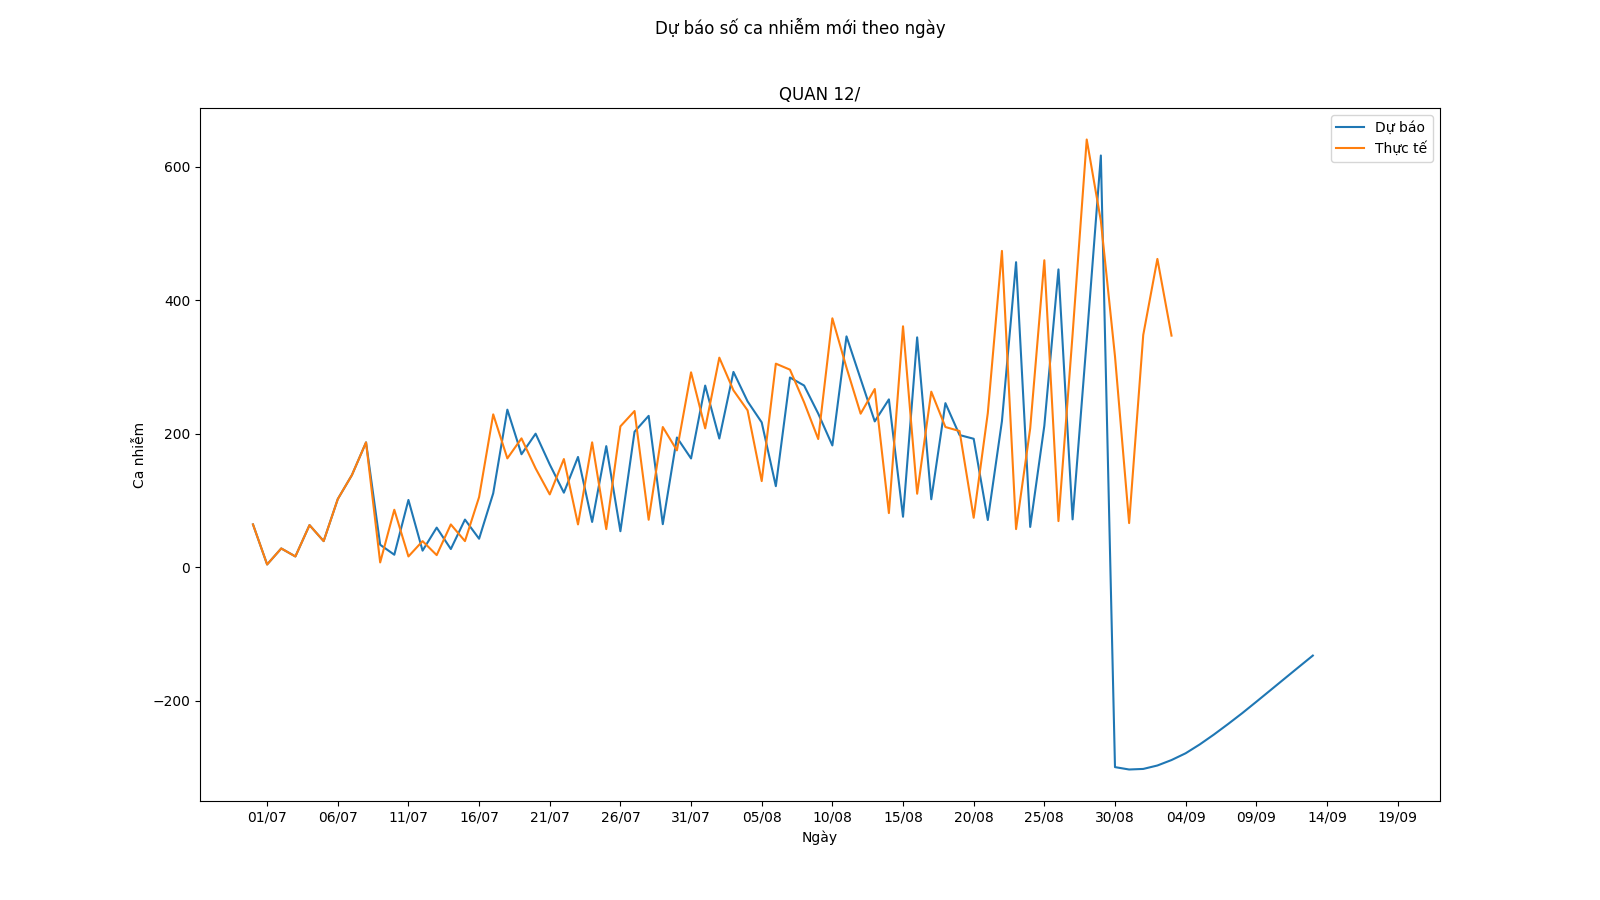 Dự báo số ca nhiễm mới theo ngày
QUAN 12/
Dự báo
Thực tế
600
400
200
0
−200
Ca nhiễm
01/07 06/07 11/07 16/07 21/07 26/07 31/07 05/08 10/08 15/08 20/08 25/08 30/08 04/09 09/09 14/09 19/09
Ngày